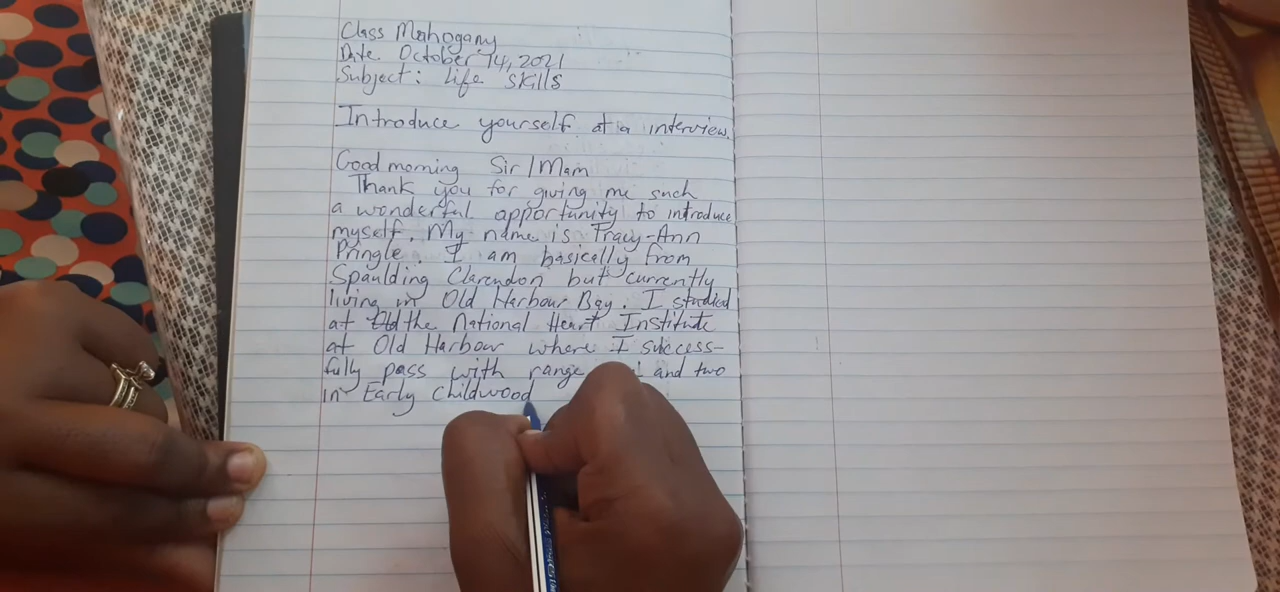 Class Mahogany
Date October 14, 2021
Subject: Life Skills
Introduce yourself at a interview.
Good morning Sir / Mam
Thank you for giving me such
a wonderful opportunity to introduce
myself. My name is Tracy-Ann
Pringle. I am basically from
Spaulding Clarendon but currently
living in Old Harbour Bay. I studied
at the National Heart Institute
at Old Harbour where I success-
fully pass with range and two
in Early Childwood